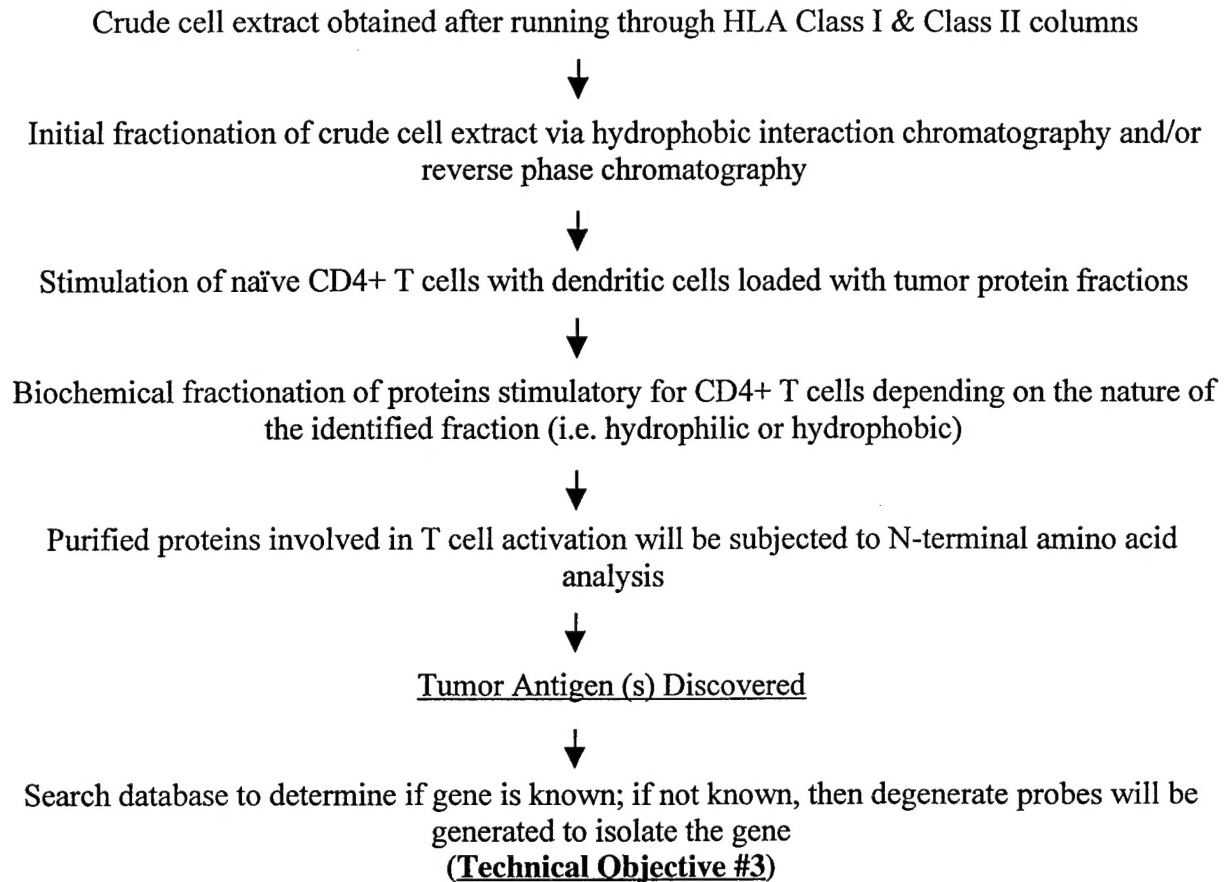 Crude cell extract obtained after running through HLA Class I & Class II columns
Initial fractionation of crude cell extract via hydrophobic interaction chromatography and/or
reverse phase chromatography
Stimulation of naïve CD4+ T cells with dendritic cells loaded with tumor protein fractions
Biochemical fractionation of proteins stimulatory for CD4+ T cells depending on the nature of
the identified fraction (i.e. hydrophilic or hydrophobic)
Purified proteins involved in T cell activation will be subjected to N-terminal amino acid
analysis
Tumor Antigen (s) Discovered
Search database to determine if gene is known; if not known, then degenerate probes will be
generated to isolate the gene
(Technical Objective #3)